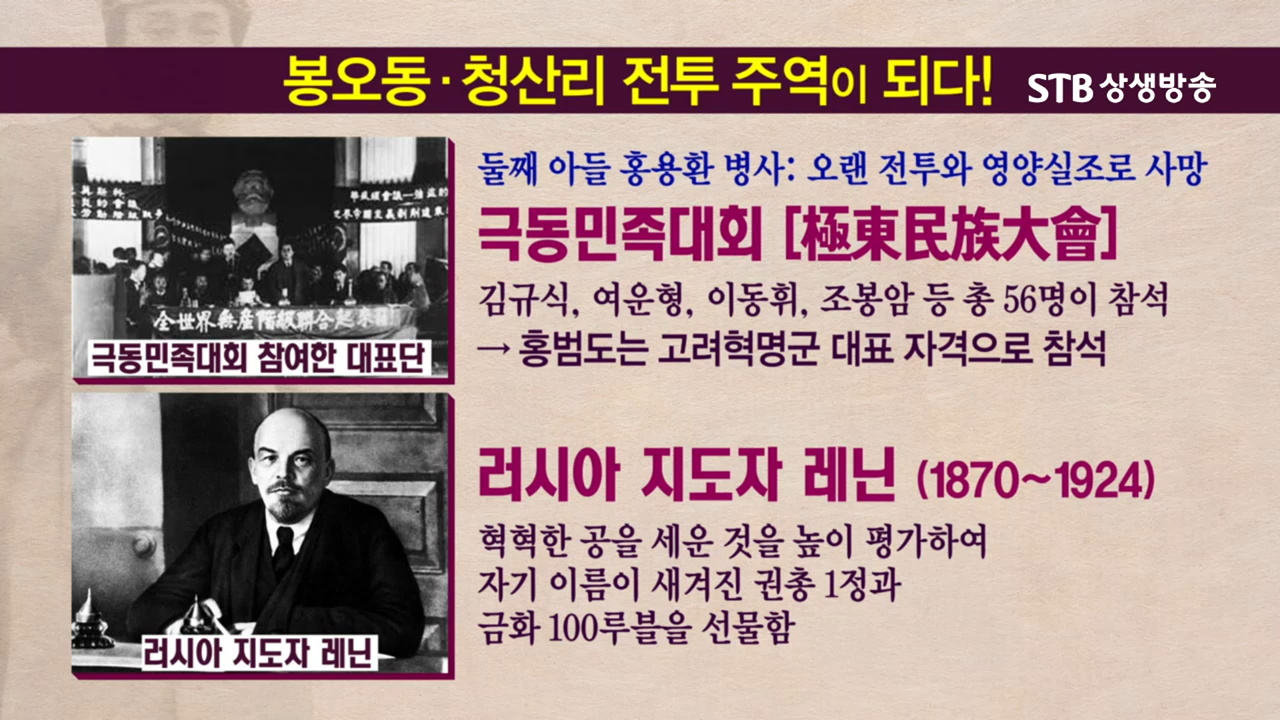 봉오동·청산리 전투 주역이 되다!
STB 상생방송
둘째 아들 홍용환 병사: 오랜 전투와 영양실조로 사망
극동민족대회 [極東民族大會]
김규식, 여운형, 이동휘, 조봉암 등 총 56명이 참석
→ 홍범도는 고려혁명군 대표 자격으로 참석
全世界無産階級聯合起來
극동민족대회 참여한 대표단
러시아 지도자 레닌 (1870~1924)
혁혁한 공을 세운 것을 높이 평가하여
자기 이름이 새겨진 권총 1정과
금화 100루블을 선물함
러시아 지도자 레닌